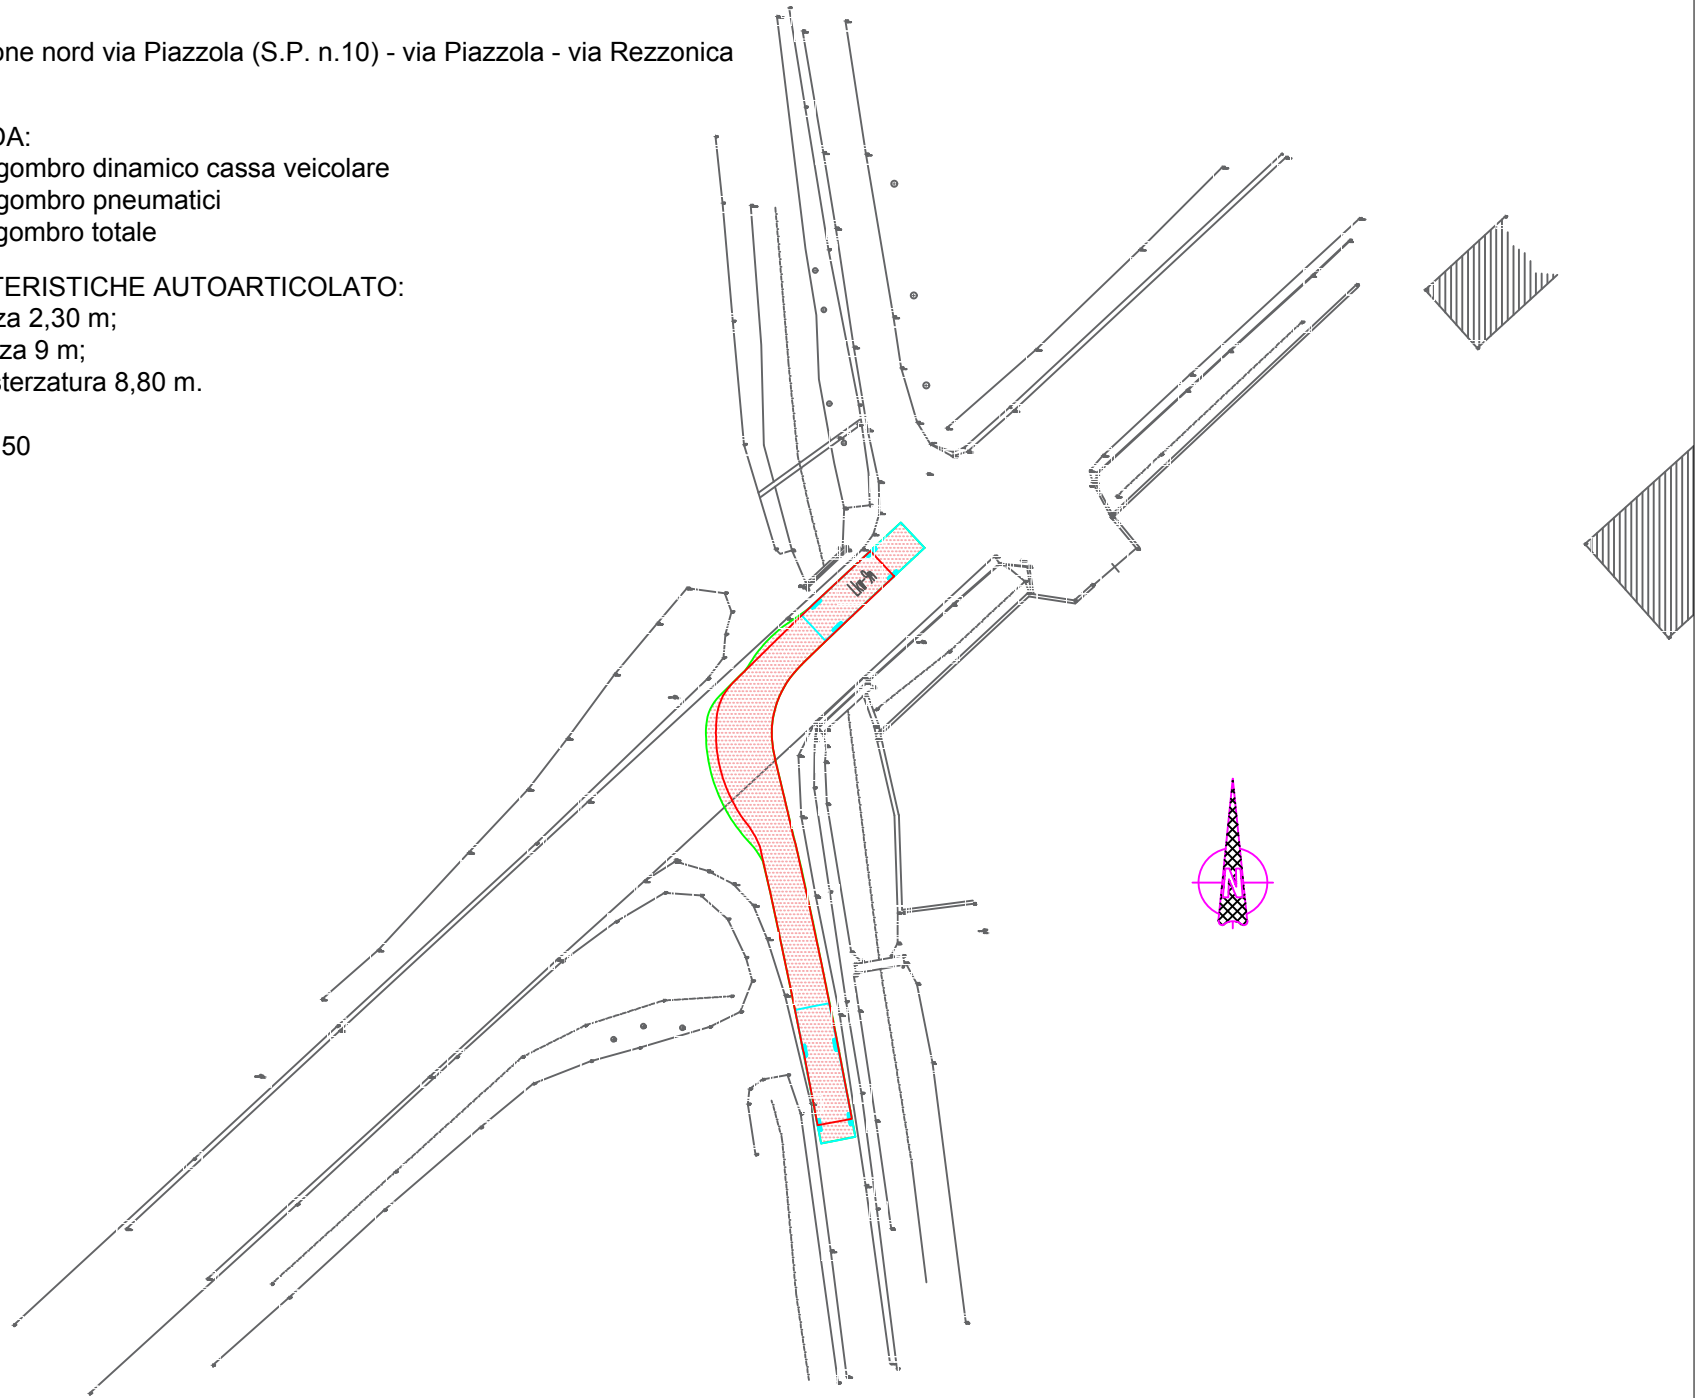 one nord via Piazzola (S.P. n.10) - via Piazzola - via Rezzonica
DA:
gombro dinamico cassa veicolare
gombro pneumatici
gombro totale
TERISTICHE AUTOARTICOLATO:
za 2,30 m;
za 9 m;
sterzatura 8,80 m.
50
N